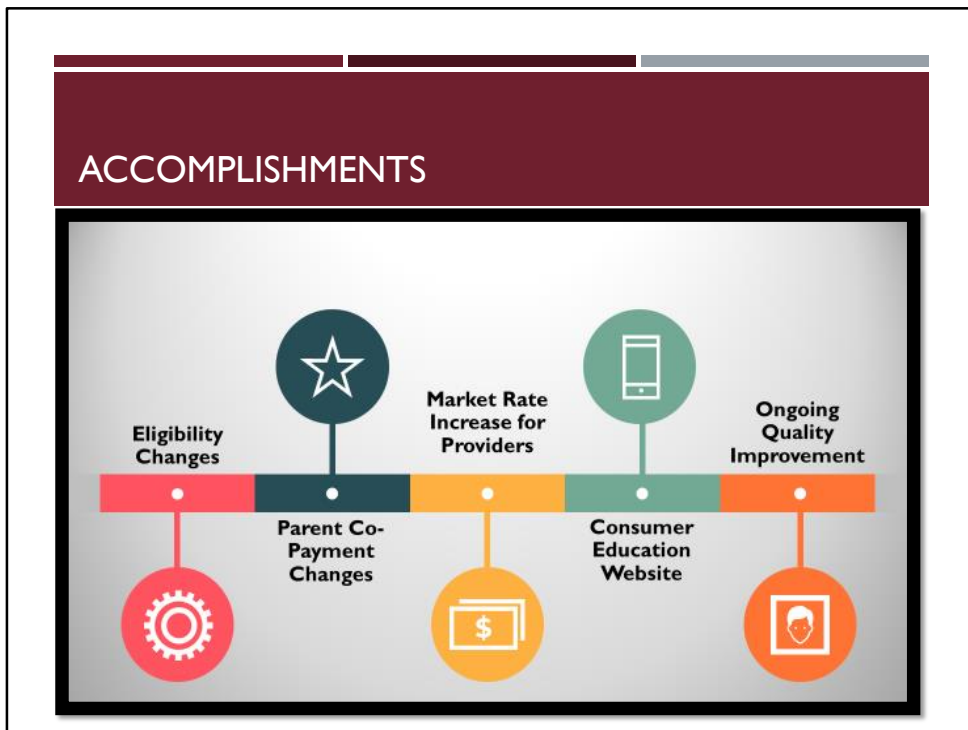 ACCOMPLISHMENTS
Eligibility
Changes
Parent Co-
Payment
Changes
Market Rate
Increase for
Providers
$
Consumer
Education
Website
Ongoing
Quality
Improvement